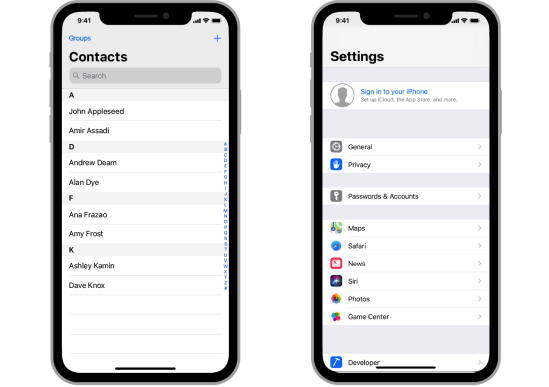 9:41
Groups
+
Contacts
Search
A
John Appleseed
Amir Assadi
D
Andrew Deam
Alan Dye
F
Ana Frazao
Amy Frost
K
Ashley Kamin
Dave Knox
A
B
C
D
E
F
G
H
I
J
K
L
M
N
O
P
Q
R
S
T
U
V
W
X
Y
Z
#
9:41
Settings
Sign in to your iPhone
Set up iCloud, the App Store, and more.
General
Privacy
Passwords & Accounts
Maps
Safari
News
Siri
Photos
Game Center
Developer